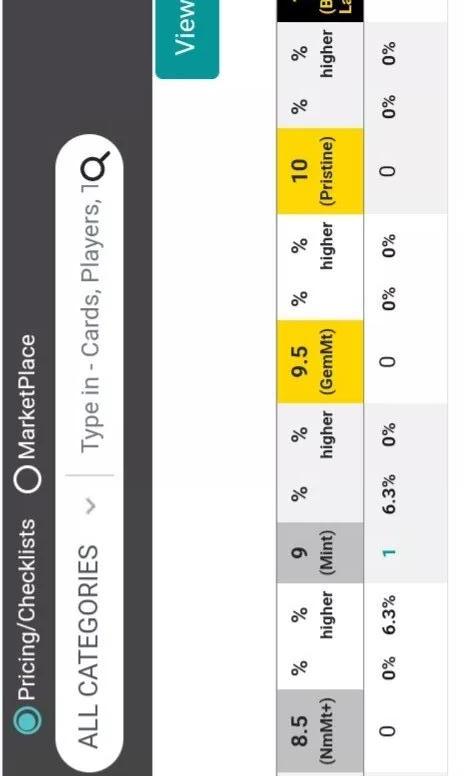 Pricing/Checklists MarketPlace
ALL CATEGORIES Type in - Cards, Players,
View
8.5 (NmMt+) % % higher 9 (Mint) % % higher 9.5 (GemMt) % % higher 10 (Pristine) % % higher
0 0% 6.3% 1 6.3% 0% 0 0% 0% 0 0% 0%